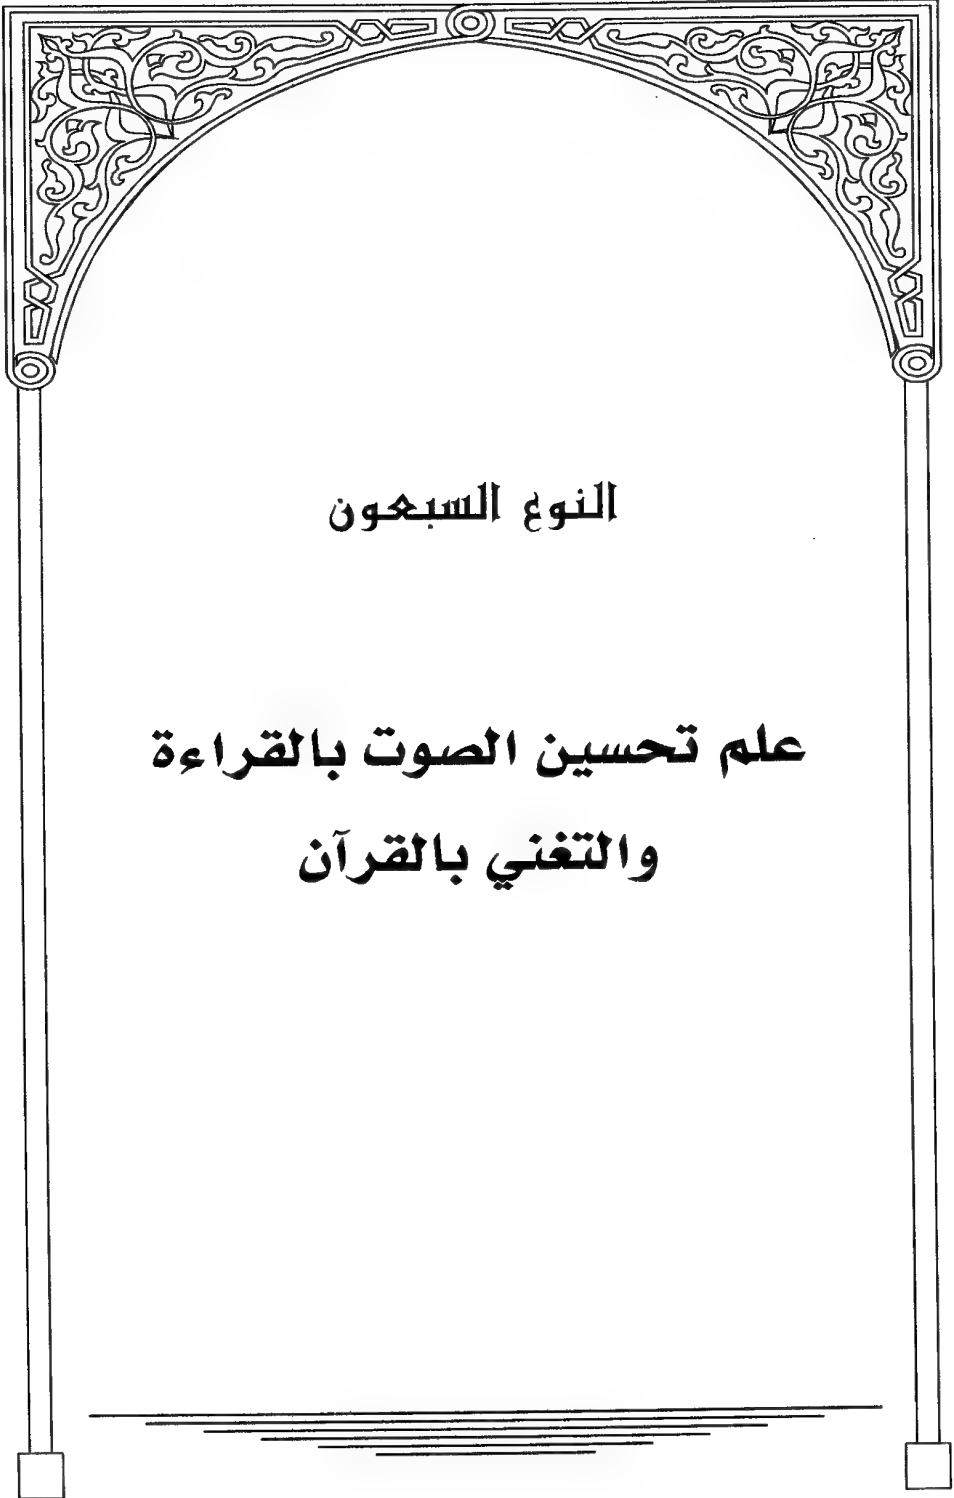 النوع السبعون
علم تحسين الصوت بالقراءة
والتغني بالقرآن